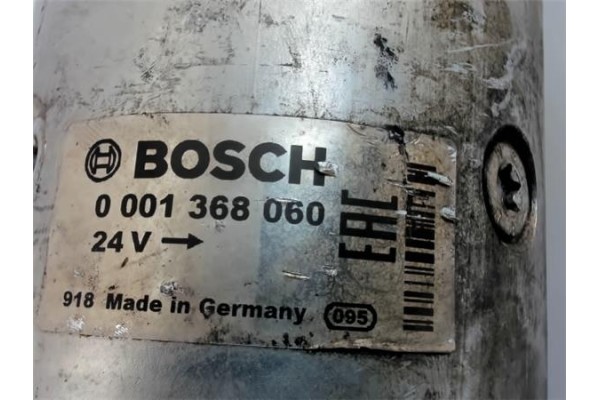 BOSCH
0 001 368 060
24 V →
918 Made in Germany
095
EAC